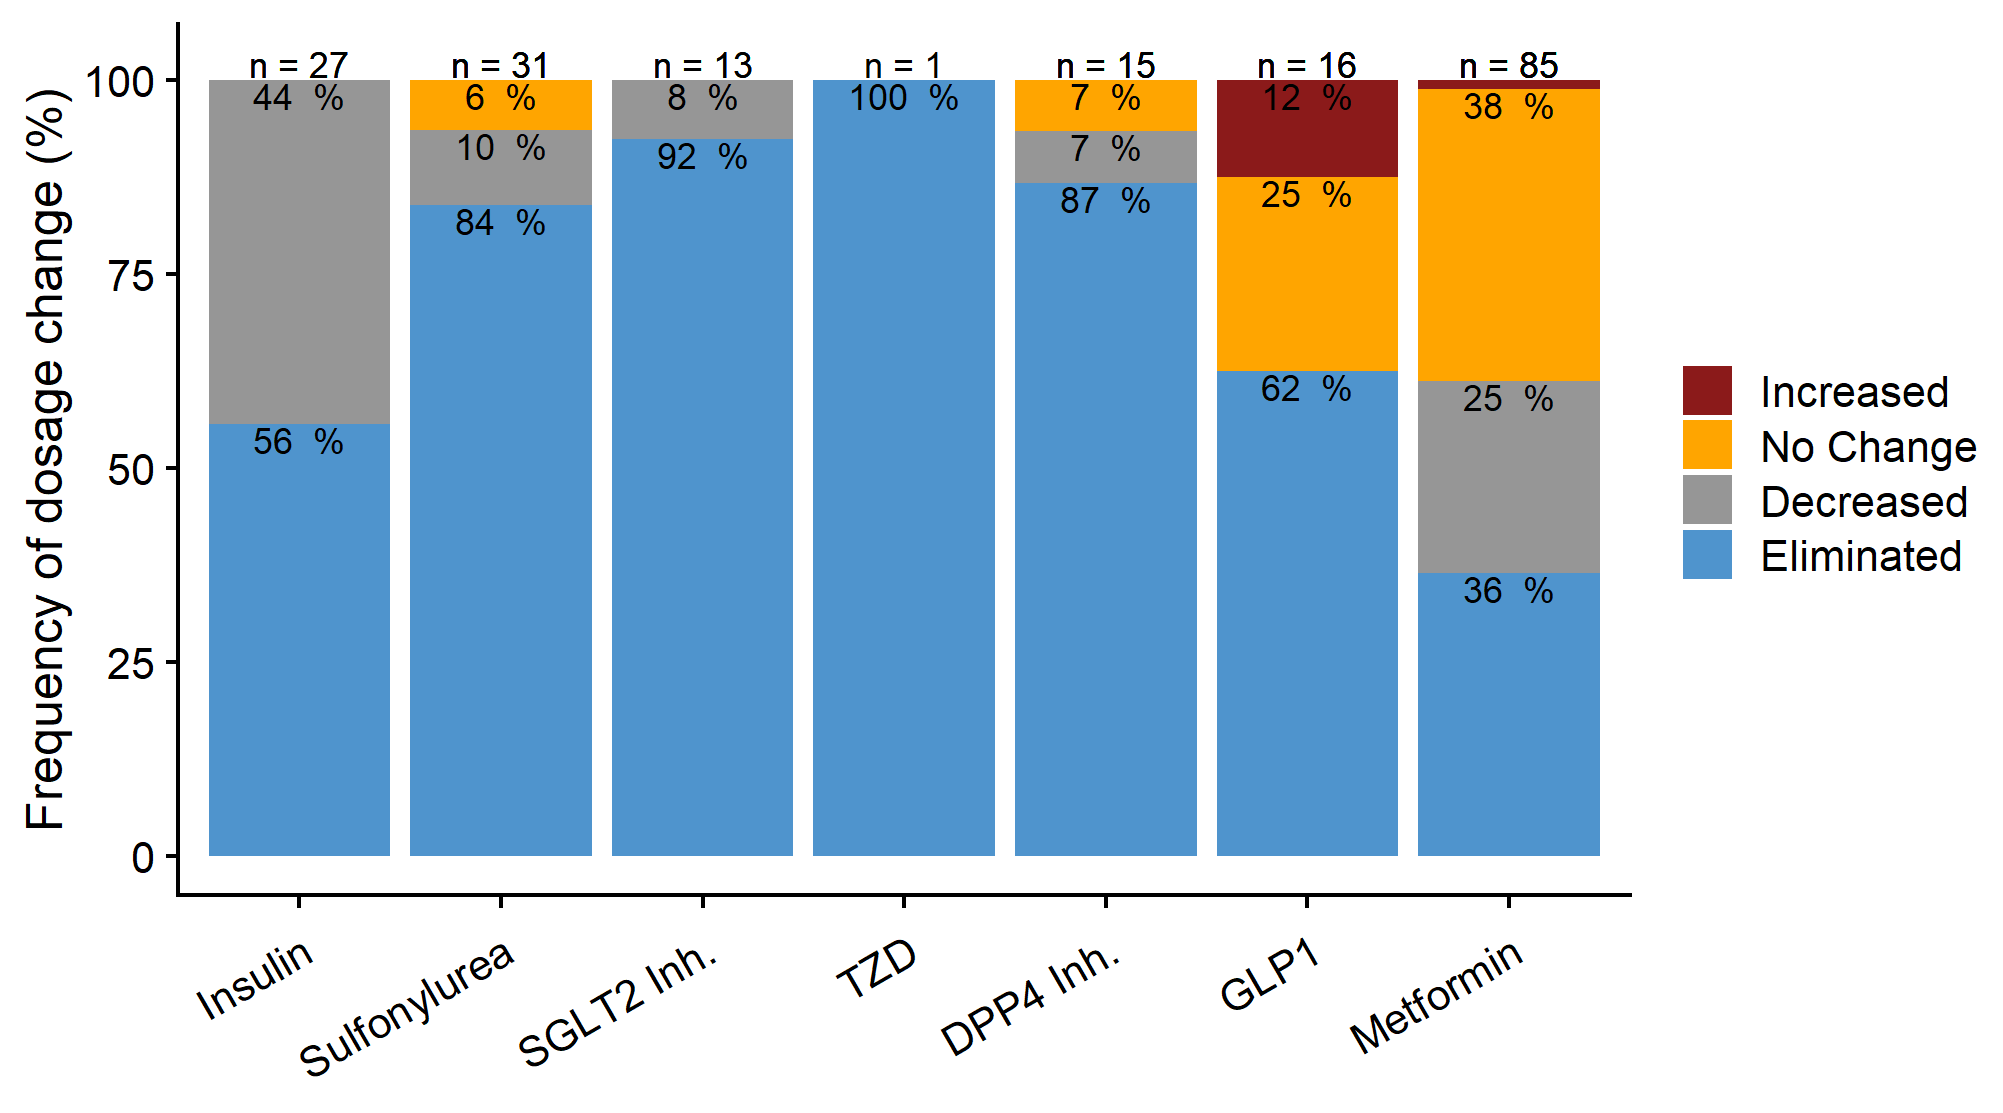 Frequency of dosage change (%)
100
75
50
25
0
n = 27
n = 31
n = 13
n = 1
n = 15
n = 16
n = 85
44 %
56 %
6 %
10 %
84 %
8 %
92 %
100 %
7 %
7 %
87 %
12 %
25 %
62 %
38 %
25 %
36 %
Insulin
Sulfonylurea
SGLT2 Inh.
TZD
DPP4 Inh.
GLP1
Metformin
Increased
No Change
Decreased
Eliminated